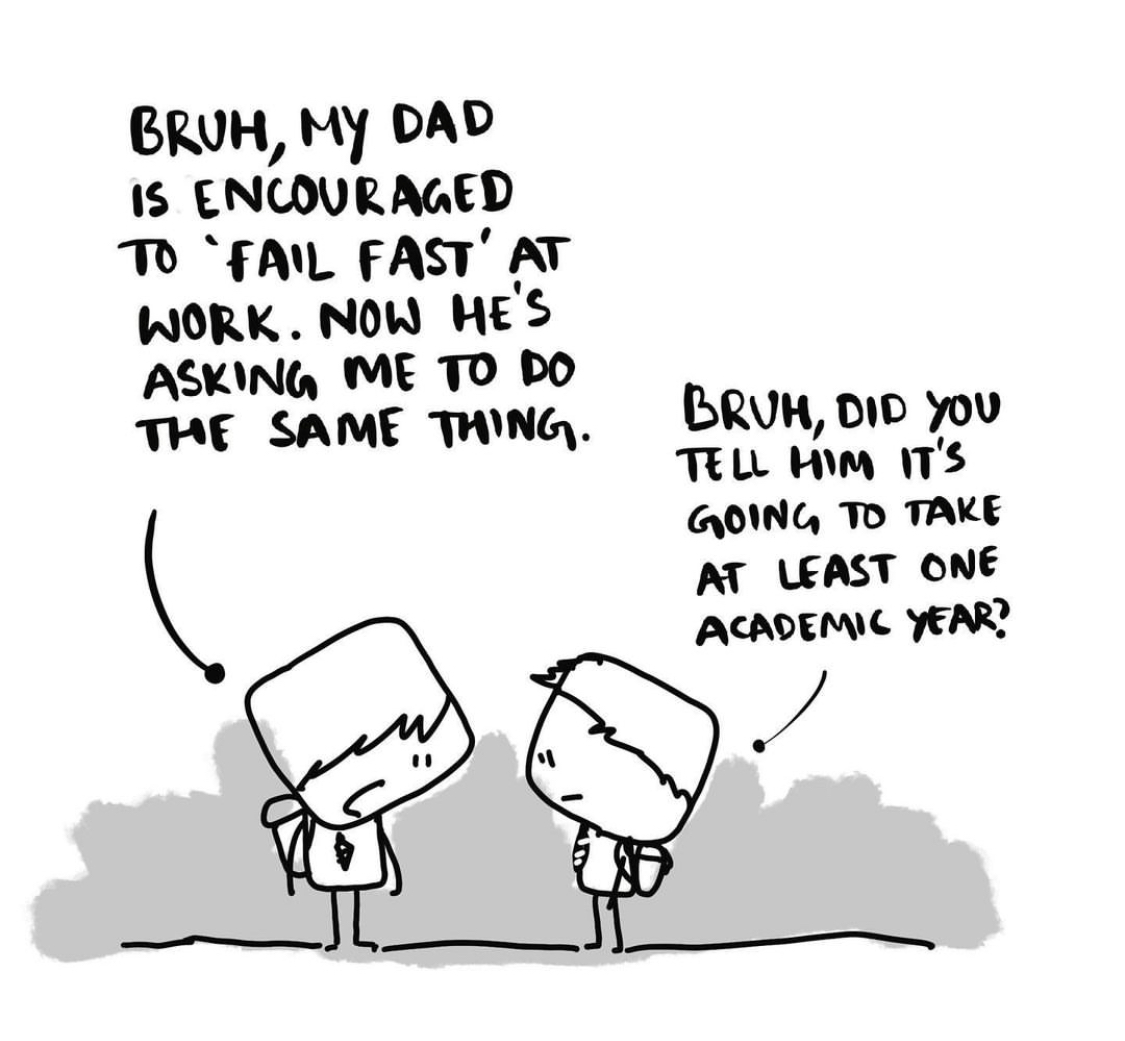 BRUH, MY DAD
IS ENCOURAGED
TO 'FAIL FAST' AT
WORK. NOW HE'S
ASKING ME TO DO
THE SAME THING.
BRUH, DID YOU
TELL HIM IT'S
GOING TO TAKE
AT LEAST ONE
ACADEMIC YEAR?